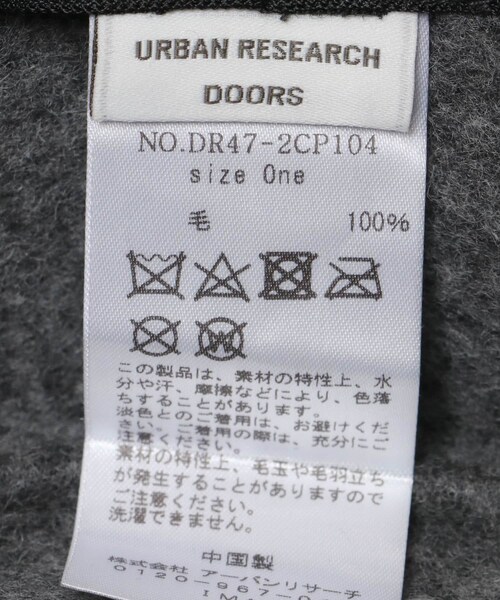 URBAN RESEARCH
DOORS
NO.DR47-2CP104
size One
毛 100%
W
この製品は、素材の特性上、水
分や汗、摩擦などにより、色落
ちすることがあります。
淡色とのご着用は、お避けくだ
さい。ご着用の際は、充分にご
注意ください。
素材の特性上、毛玉や毛羽立ち
が発生することがありますので
ご注意ください。
洗濯できません。
中国製
株式会社 アーバンリサーチ
0120-967-0